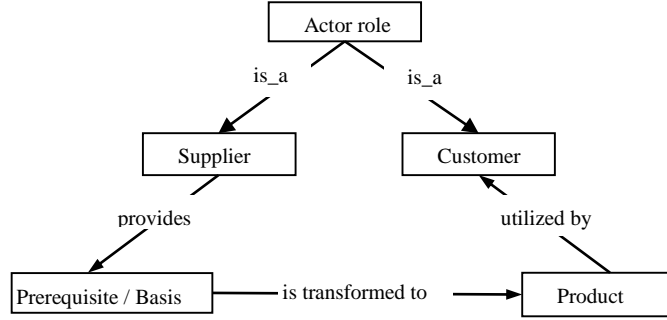 Actor role
is_a
is_a
Supplier
Customer
provides
utilized by
Prerequisite / Basis
is transformed to
Product